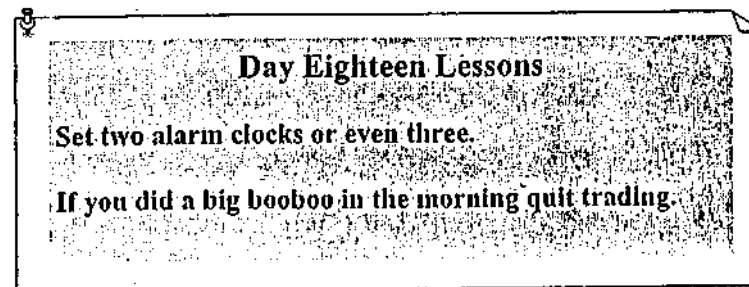 Day Eighteen Lessons
Set two alarm clocks or even three.
If you did a big booboo in the morning quit trading.